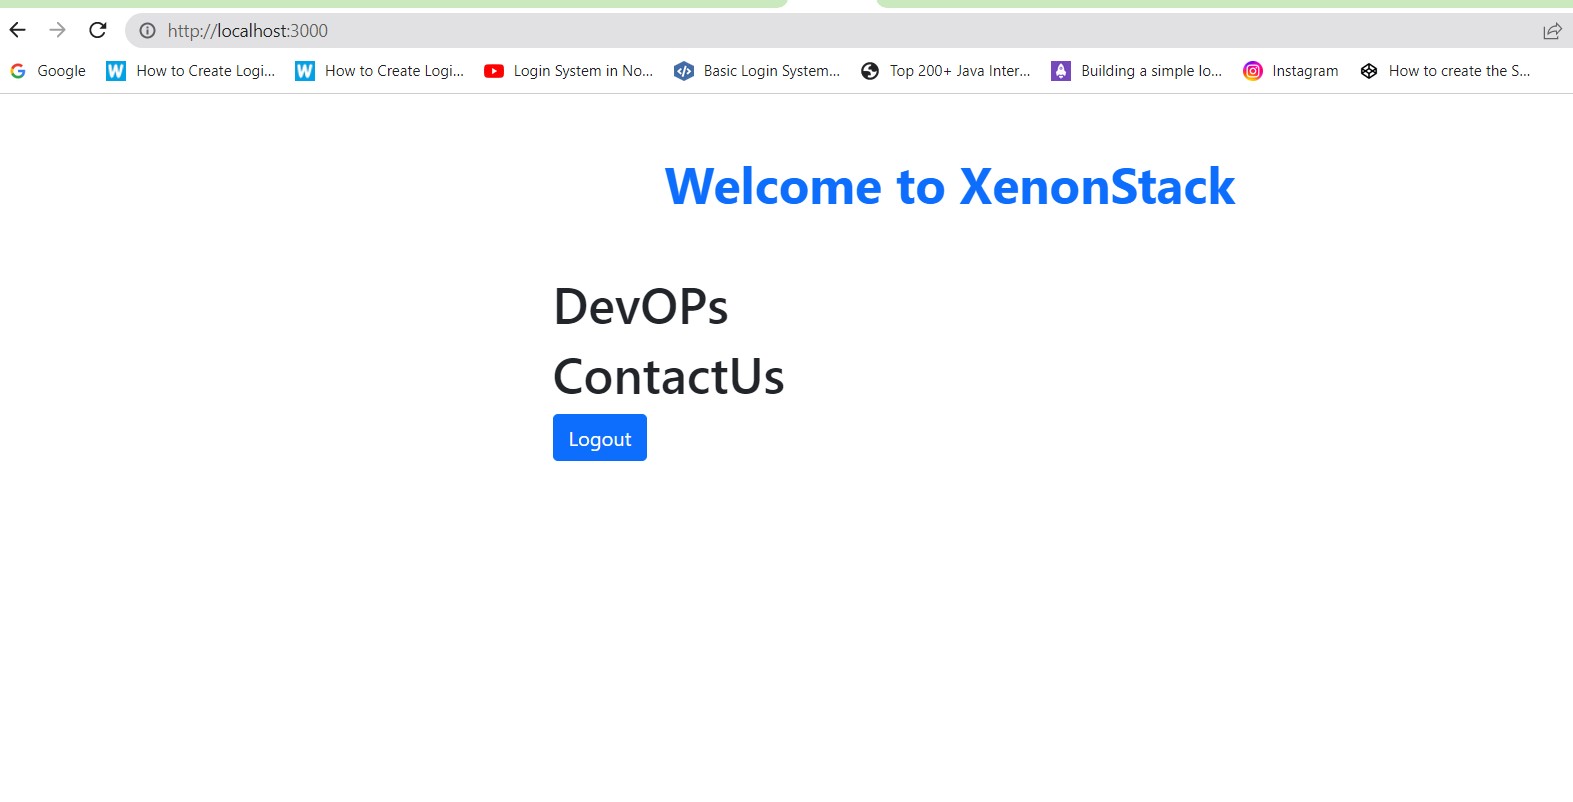 http://localhost:3000
Google How to Create Logi... How to Create Logi... Login System in No... Basic Login System... Top 200+ Java Inter... Building a simple lo... Instagram How to create the S...
Welcome to XenonStack
DevOPs
ContactUs
Logout